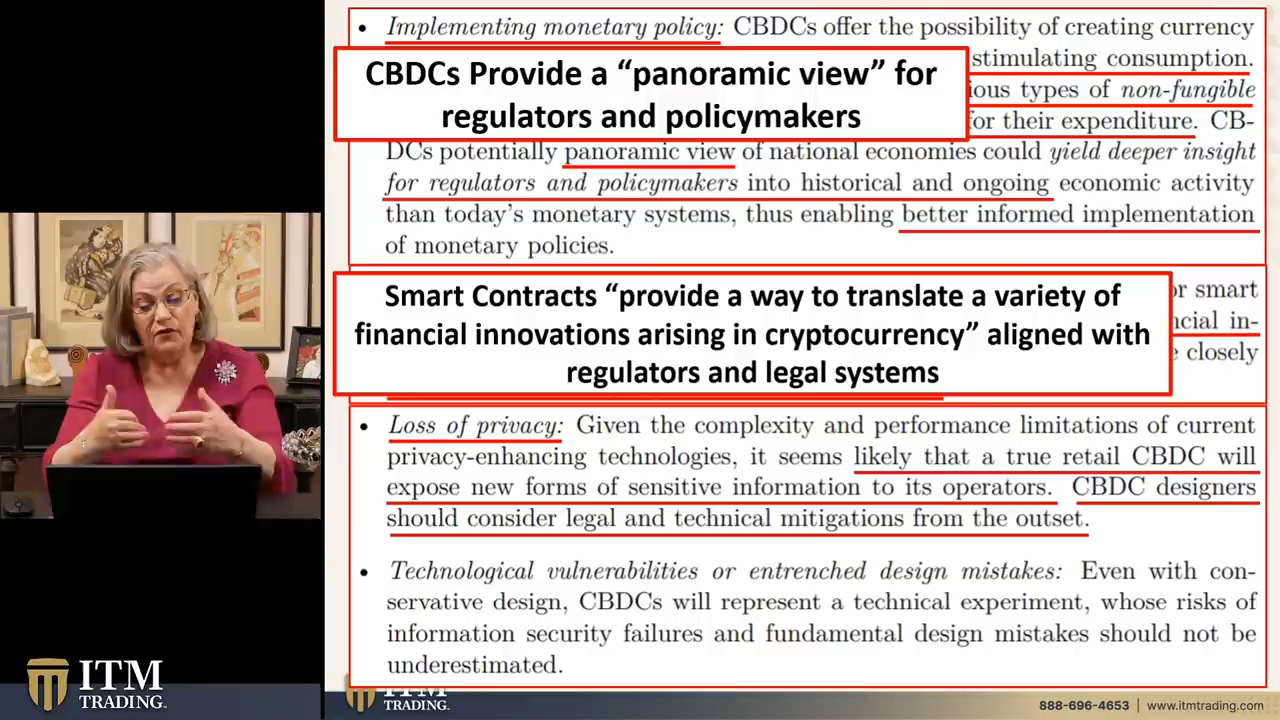 • Implementing monetary policy: CBDCs offer the possibility of creating currency
stimulating consumption.
CBDCs Provide a “panoramic view” for
regulators and policymakers
ious types of non-fungible
for their expenditure. CB-
DCs potentially panoramic view of national economies could yield deeper insight
for regulators and policymakers into historical and ongoing economic activity
than today’s monetary systems, thus enabling better informed implementation
of monetary policies.
Smart Contracts “provide a way to translate a variety of
financial innovations arising in cryptocurrency” aligned with
regulators and legal systems
or smart
ncial in-
closely
• Loss of privacy: Given the complexity and performance limitations of current
privacy-enhancing technologies, it seems likely that a true retail CBDC will
expose new forms of sensitive information to its operators. CBDC designers
should consider legal and technical mitigations from the outset.
• Technological vulnerabilities or entrenched design mistakes: Even with con-
servative design, CBDCs will represent a technical experiment, whose risks of
information security failures and fundamental design mistakes should not be
underestimated.
ITM
TRADING.
TRADING.
888-696-4653 | www.itmtrading.com